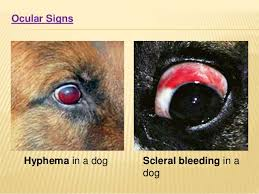 Ocular Signs
Hyphema in a dog
Scleral bleeding in a
dog